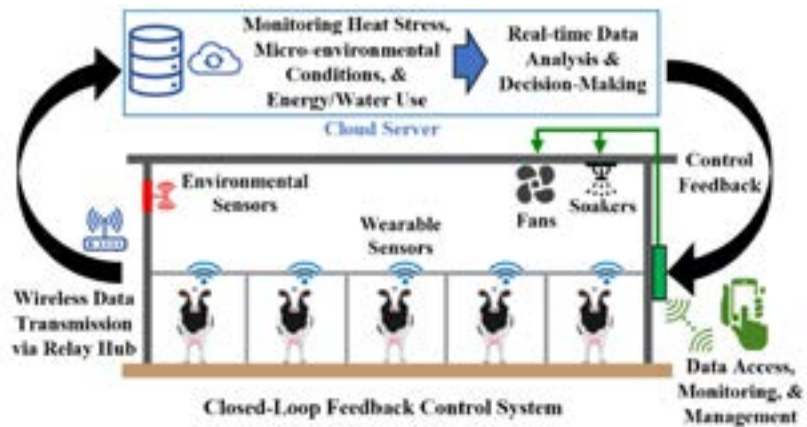 Monitoring Heat Stress,
Micro-environmental
Conditions, &
Energy/Water Use
Real-time Data
Analysis &
Decision-Making
Cloud Server
Control
Feedback
Environmental
Sensors
Wearable
Sensors
Fans
Soakers
Wireless Data
Transmission
via Relay Hub
Data Access,
Monitoring, &
Management
Closed-Loop Feedback Control System